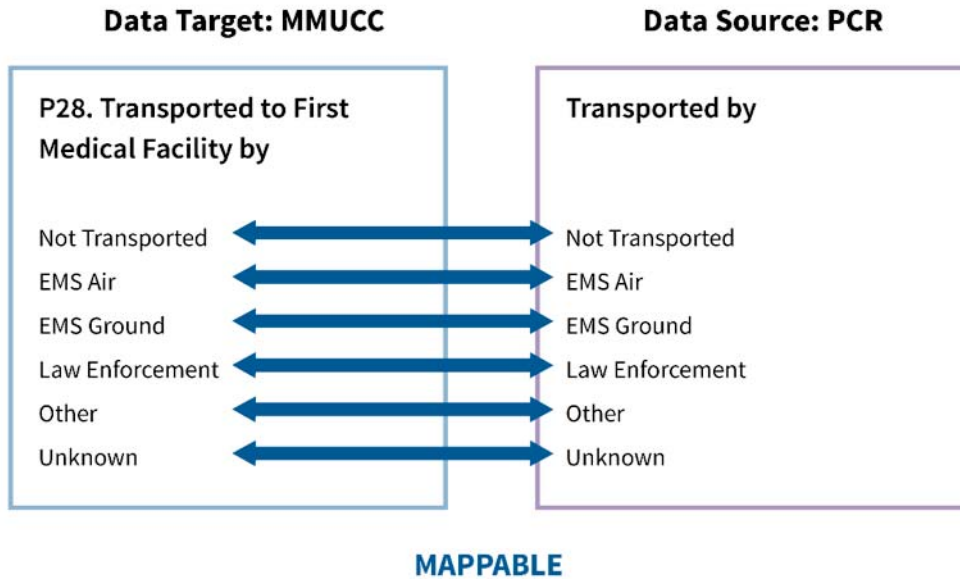 Data Target: MMUCC
Data Source: PCR
P28. Transported to First
Medical Facility by
Transported by
Not Transported
Not Transported
EMS Air
EMS Air
EMS Ground
EMS Ground
Law Enforcement
Law Enforcement
Other
Other
Unknown
Unknown
MAPPABLE